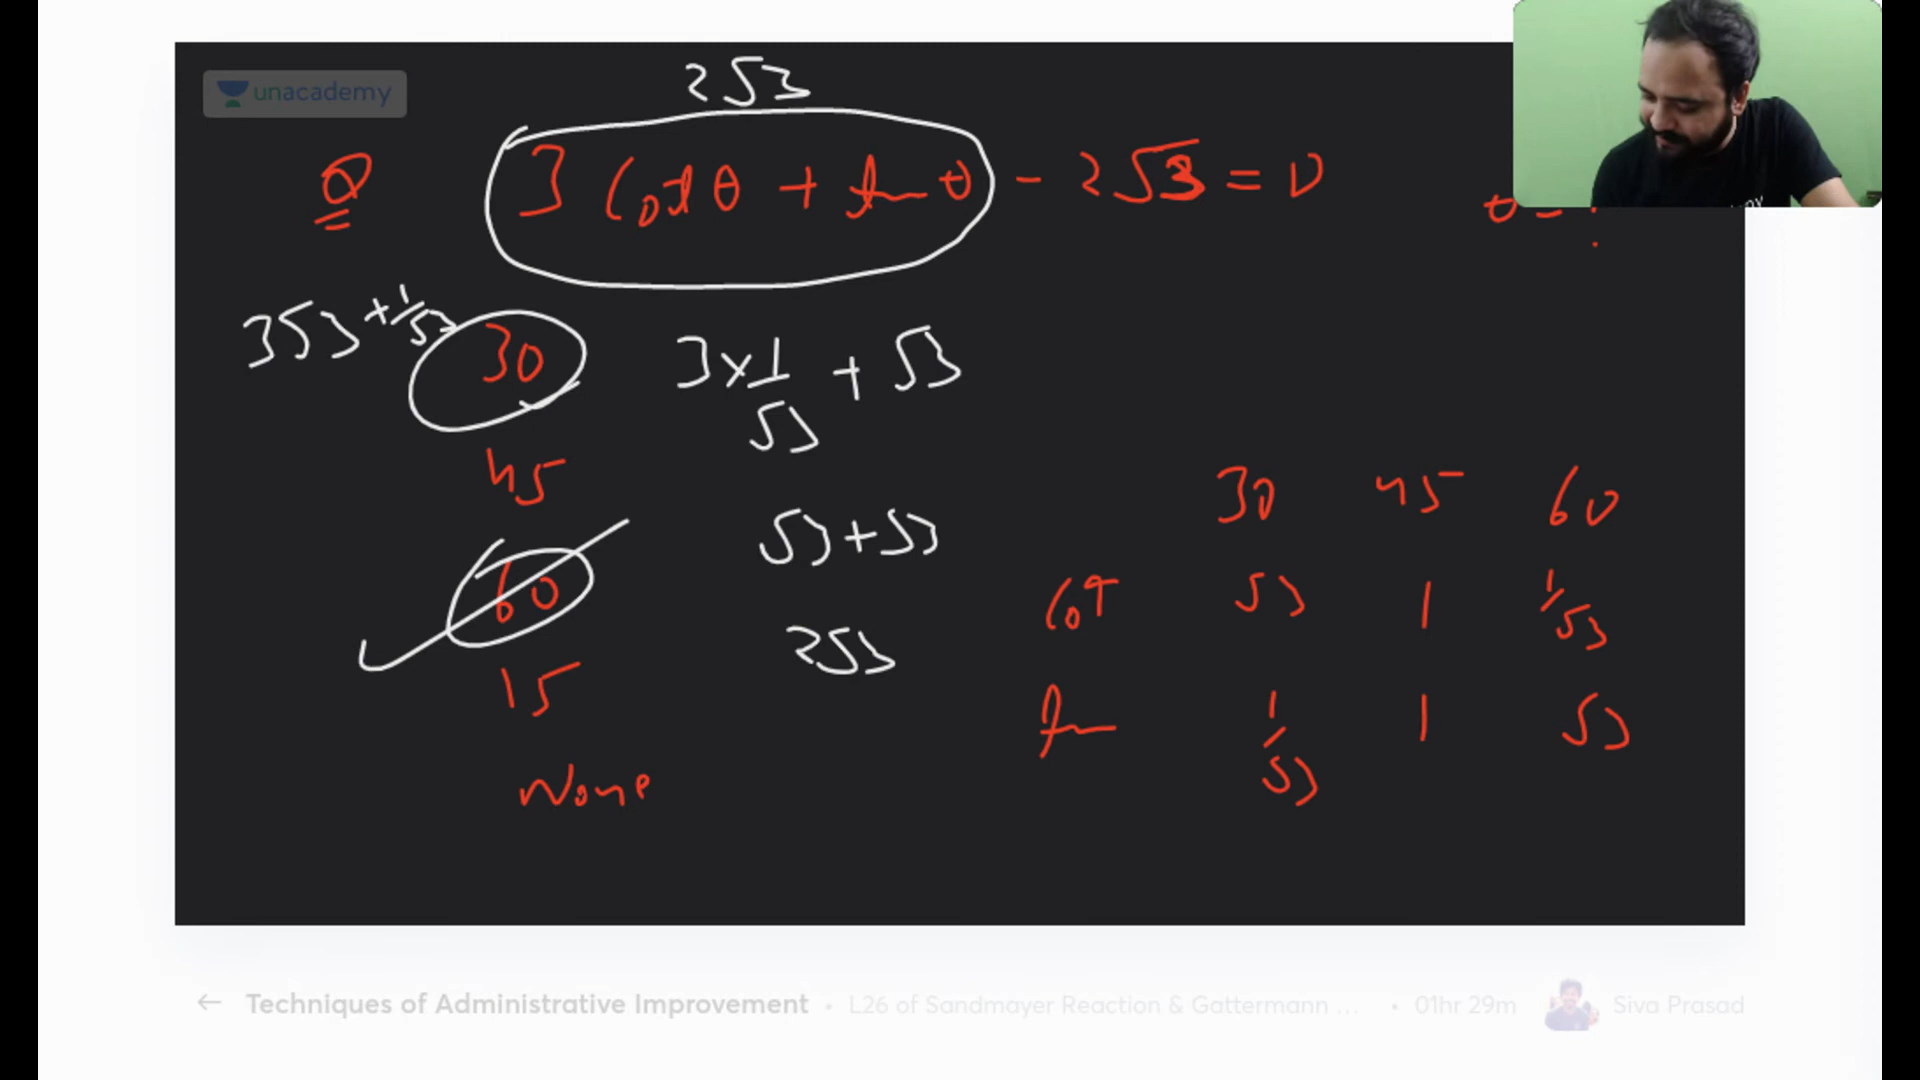 unacademy
2√3
Q 3 Cot θ + tan θ - 2√3 = 0
θ = ?
3√3 + 1/√3
30 3 × 1/√3 + √3
45
√3 + √3
60
2√3
15
None
30 45 60
Cot √3 1 1/√3
tan 1/√3 1 √3
← Techniques of Administrative Improvement • L26 of Sandmayer Reaction & Gattermann ... • 01hr 29m Siva Prasad